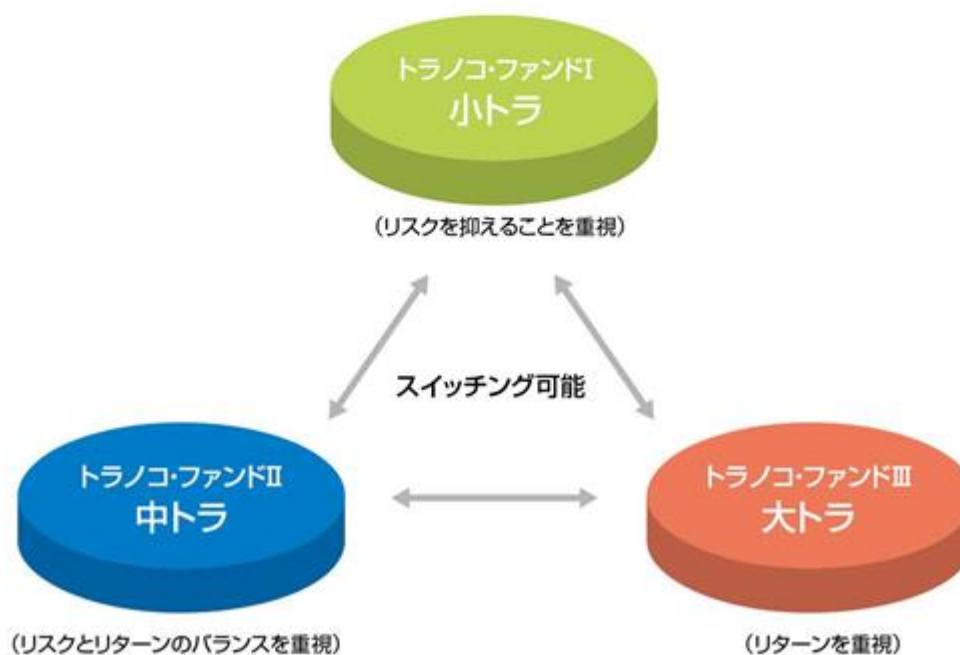 トラノコ・ファンドⅠ
小トラ
（リスクを抑えることを重視）
スイッチング可能
トラノコ・ファンドⅡ
中トラ
（リスクとリターンのバランスを重視）
トラノコ・ファンドⅢ
大トラ
（リターンを重視）